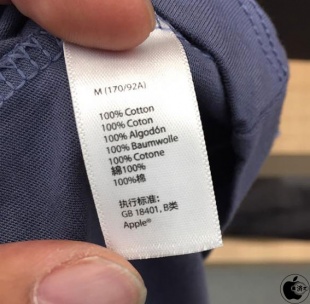 M (170/92A)
100% Cotton
100% Coton
100% Algodón
100% Baumwolle
100% Cotone
綿100%
100%棉
执行标准:
GB 18401, B类
Apple®